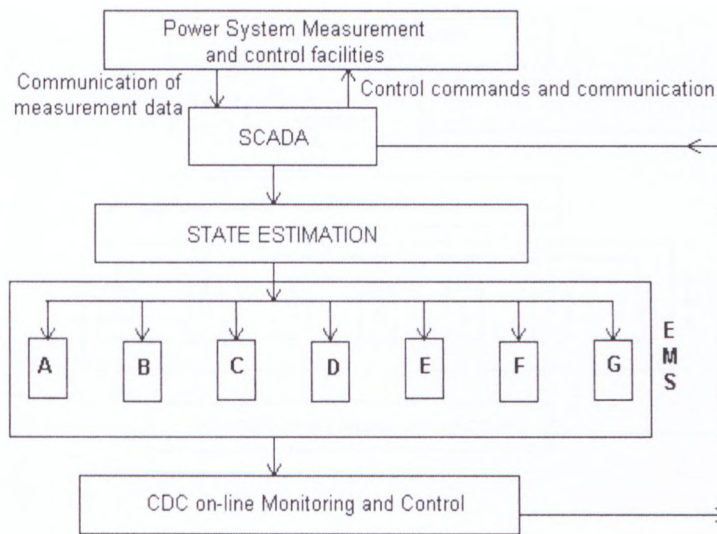 Power System Measurement
and control facilities
Communication of
measurement data
Control commands and communication
SCADA
STATE ESTIMATION
A B C D E F G
E
M
S
CDC on-line Monitoring and Control